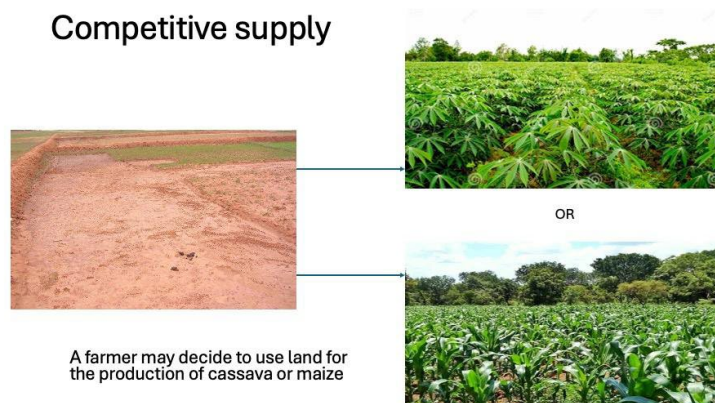 Competitive supply
OR
A farmer may decide to use land for
the production of cassava or maize